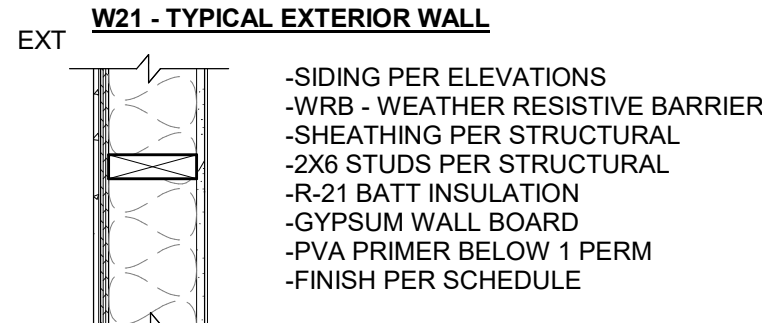 W21 - TYPICAL EXTERIOR WALL
EXT
-SIDING PER ELEVATIONS
-WRB - WEATHER RESISTIVE BARRIER
-SHEATHING PER STRUCTURAL
-2X6 STUDS PER STRUCTURAL
-R-21 BATT INSULATION
-GYPSUM WALL BOARD
-PVA PRIMER BELOW 1 PERM
-FINISH PER SCHEDULE